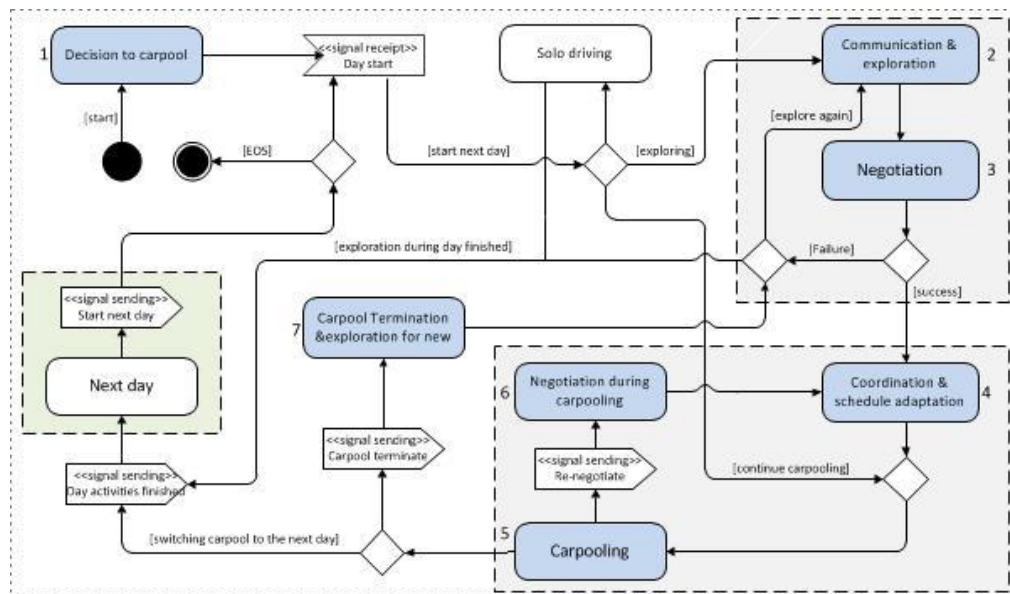 1
Decision to carpool
<<signal receipt>>
Day start
Solo driving
Communication &
exploration
2
[start]
[EOS]
[start next day]
[exploring]
[explore again]
Negotiation
3
[exploration during day finished]
[Failure]
[success]
<<signal sending>>
Start next day
7
Carpool Termination
&exploration for new
Next day
6
Negotiation during
carpooling
Coordination &
schedule adaptation
4
<<signal sending>>
Carpool terminate
<<signal sending>>
Re-negotiate
[continue carpooling]
<<signal sending>>
Day activities finished
[switching carpool to the next day]
5
Carpooling